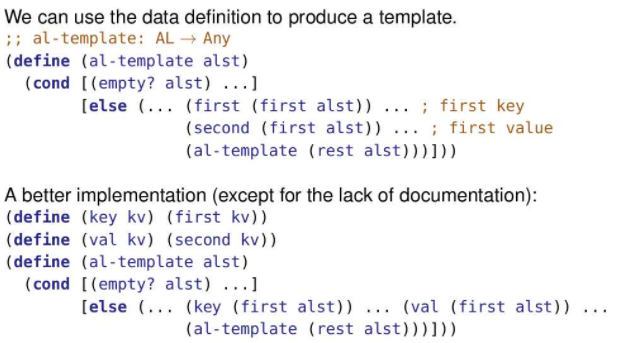 We can use the data definition to produce a template.
;; al-template: AL → Any
(define (al-template alst)
  (cond [(empty? alst) ...]
        [else (... (first (first alst)) ... ; first key
                   (second (first alst)) ... ; first value
                   (al-template (rest alst)))]))
A better implementation (except for the lack of documentation):
(define (key kv) (first kv))
(define (val kv) (second kv))
(define (al-template alst)
  (cond [(empty? alst) ...]
        [else (... (key (first alst)) ... (val (first alst)) ...
                   (al-template (rest alst)))]))